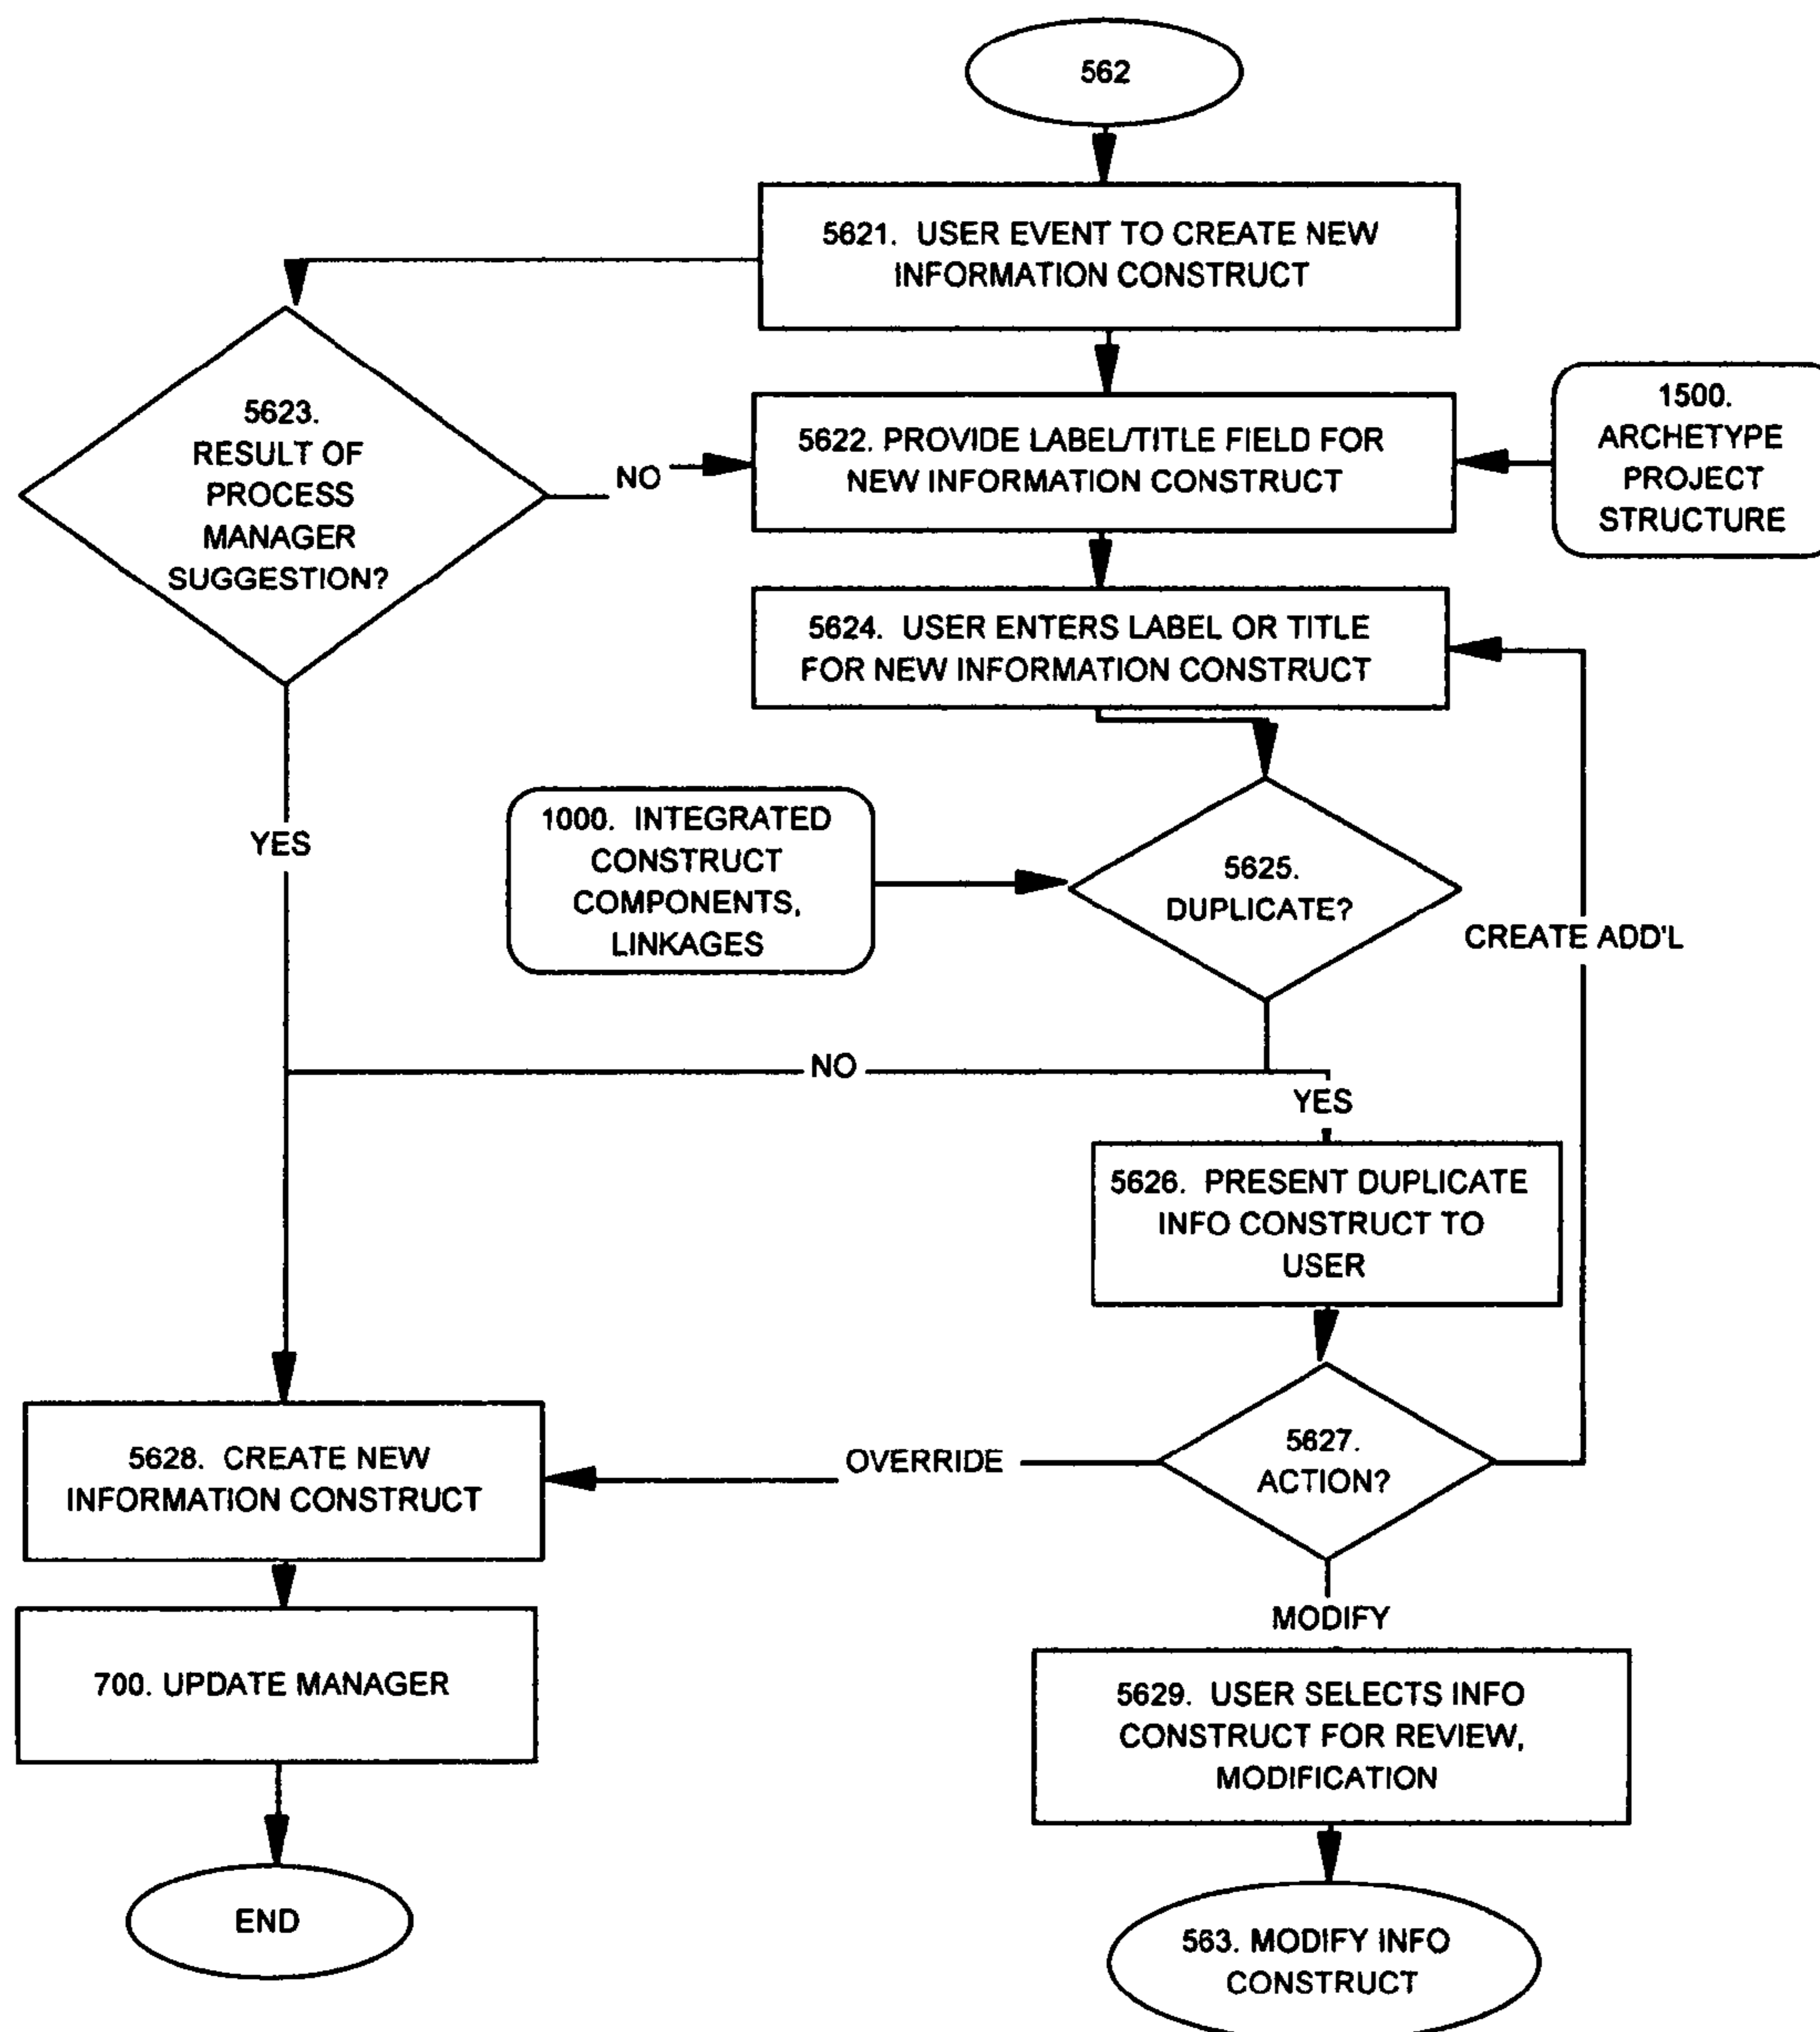 562
5621. USER EVENT TO CREATE NEW
INFORMATION CONSTRUCT
5623.
RESULT OF
PROCESS
MANAGER
SUGGESTION?
NO
5622. PROVIDE LABEL/TITLE FIELD FOR
NEW INFORMATION CONSTRUCT
1500.
ARCHETYPE
PROJECT
STRUCTURE
5624. USER ENTERS LABEL OR TITLE
FOR NEW INFORMATION CONSTRUCT
YES
1000. INTEGRATED
CONSTRUCT
COMPONENTS,
LINKAGES
5625.
DUPLICATE?
CREATE ADD'L
NO
YES
5626. PRESENT DUPLICATE
INFO CONSTRUCT TO
USER
5628. CREATE NEW
INFORMATION CONSTRUCT
OVERRIDE
5627.
ACTION?
MODIFY
700. UPDATE MANAGER
5629. USER SELECTS INFO
CONSTRUCT FOR REVIEW,
MODIFICATION
END
563. MODIFY INFO
CONSTRUCT